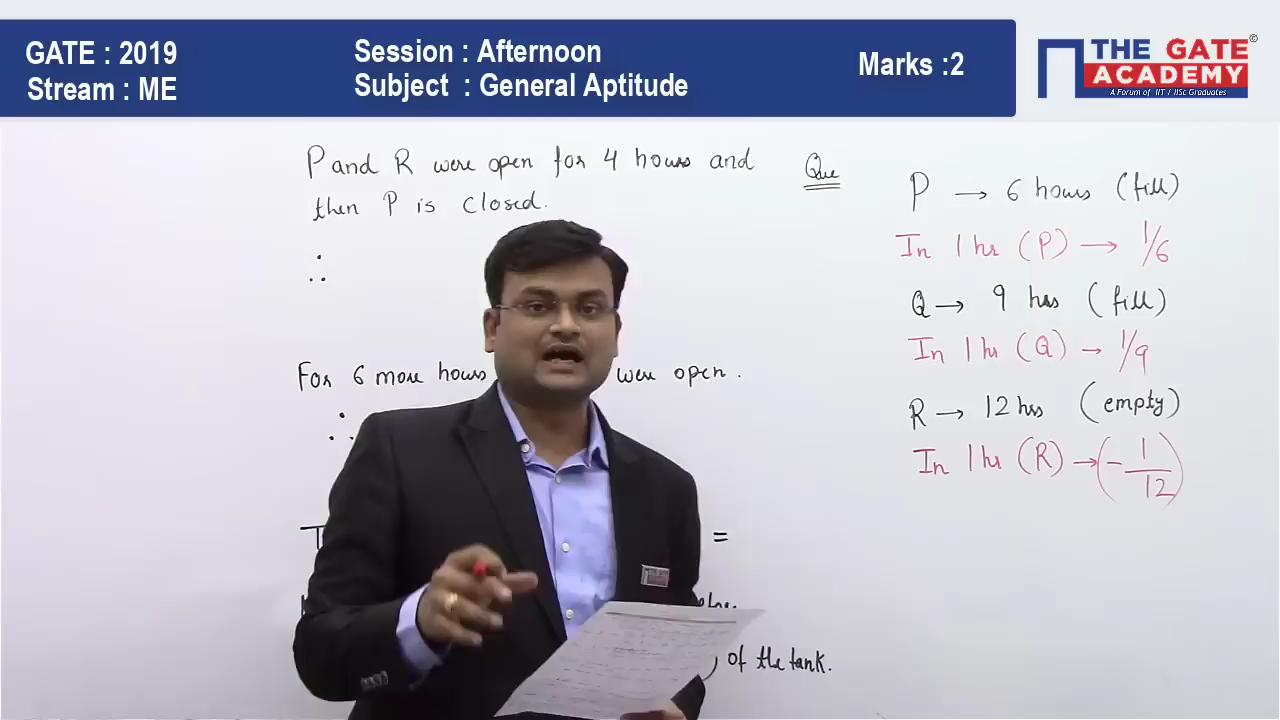 GATE : 2019
Stream : ME
Session : Afternoon
Subject : General Aptitude
Marks :2
THE GATE
ACADEMY
©
A Forum of IIT / IISc Graduates
P and R were open for 4 hours and
then P is closed.
∴
For 6 more hours were open.
∴
=
of the tank.
Que
P → 6 hours (fill)
In 1 hr (P) → 1/6
Q → 9 hrs (fill)
In 1 hr (Q) → 1/9
R → 12 hrs (empty)
In 1 hr (R) → (-1/12)